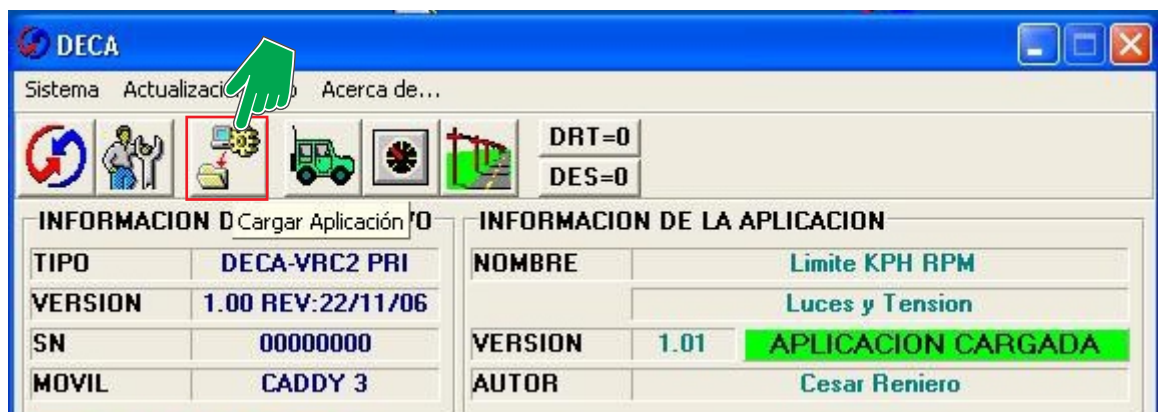 DECA
Sistema Actualizació Acerca de...
DRT=0
DES=0
INFORMACION D
Cargar Aplicación
INFORMACION DE LA APLICACION
TIPO DECA-VRC2 PRI
NOMBRE Limite KPH RPM
VERSION 1.00 REV:22/11/06
Luces y Tension
SN 00000000
VERSION 1.01 APLICACION CARGADA
MOVIL CADDY 3
AUTOR Cesar Reniero